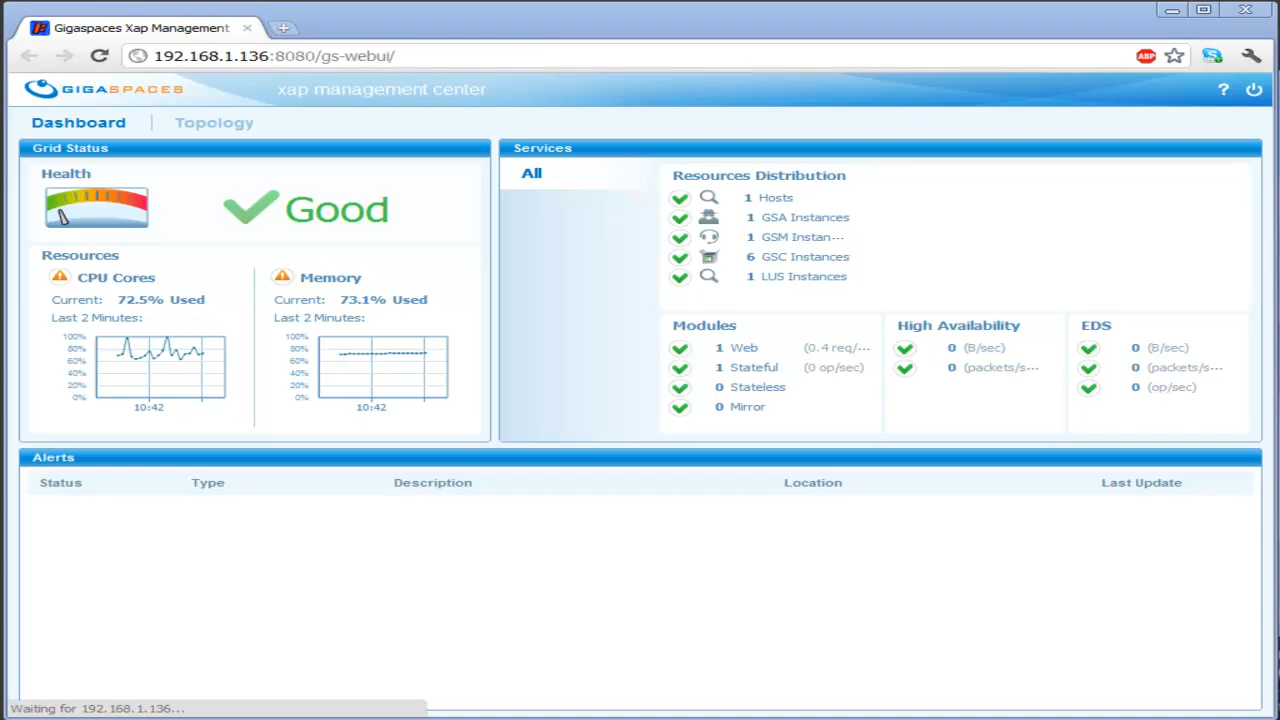 Gigaspaces Xap Management
192.168.1.136:8080/gs-webui/
ABP
GIGASPACES
xap management center
?
Dashboard
Topology
Grid Status
Health
Good
Resources
CPU Cores
Current: 72.5% Used
Last 2 Minutes:
100%
80%
60%
40%
20%
0%
10:42
Memory
Current: 73.1% Used
Last 2 Minutes:
100%
80%
60%
40%
20%
0%
10:42
Services
All
Resources Distribution
1 Hosts
1 GSA Instances
1 GSM Instan...
6 GSC Instances
1 LUS Instances
Modules
1 Web (0.4 req/...
1 Stateful (0 op/sec)
0 Stateless
0 Mirror
High Availability
0 (B/sec)
0 (packets/s...
EDS
0 (B/sec)
0 (packets/s...
0 (op/sec)
Alerts
Status Type Description Location Last Update
Waiting for 192.168.1.136...